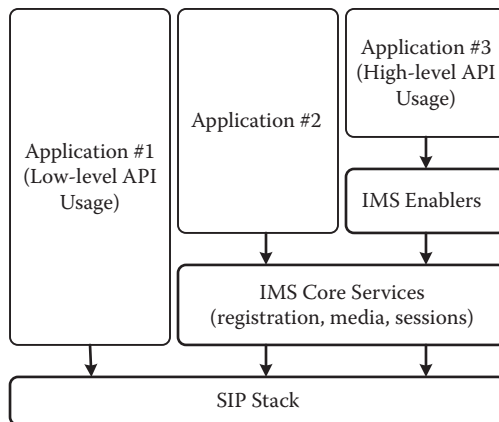 Application #1
(Low-level API
Usage)
Application #2
Application #3
(High-level API
Usage)
IMS Enablers
IMS Core Services
(registration, media, sessions)
SIP Stack